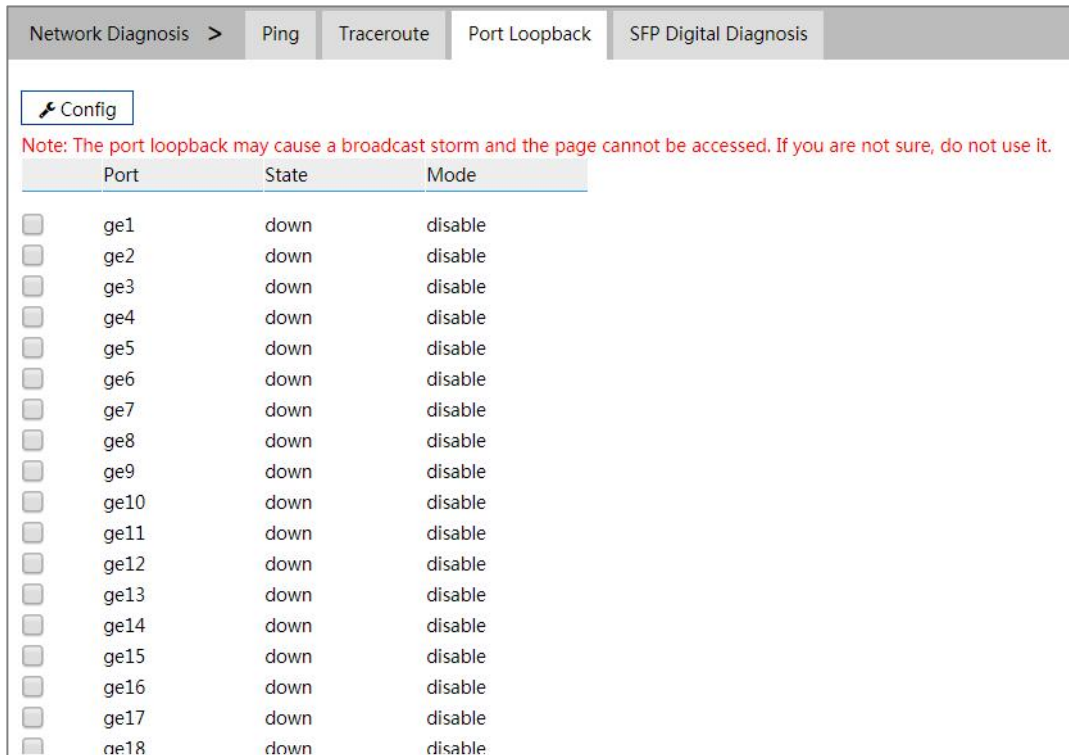 Network Diagnosis > Ping Traceroute Port Loopback SFP Digital Diagnosis
Config
Note: The port loopback may cause a broadcast storm and the page cannot be accessed. If you are not sure, do not use it.
Port State Mode
ge1 down disable
ge2 down disable
ge3 down disable
ge4 down disable
ge5 down disable
ge6 down disable
ge7 down disable
ge8 down disable
ge9 down disable
ge10 down disable
ge11 down disable
ge12 down disable
ge13 down disable
ge14 down disable
ge15 down disable
ge16 down disable
ge17 down disable
ge18 down disable